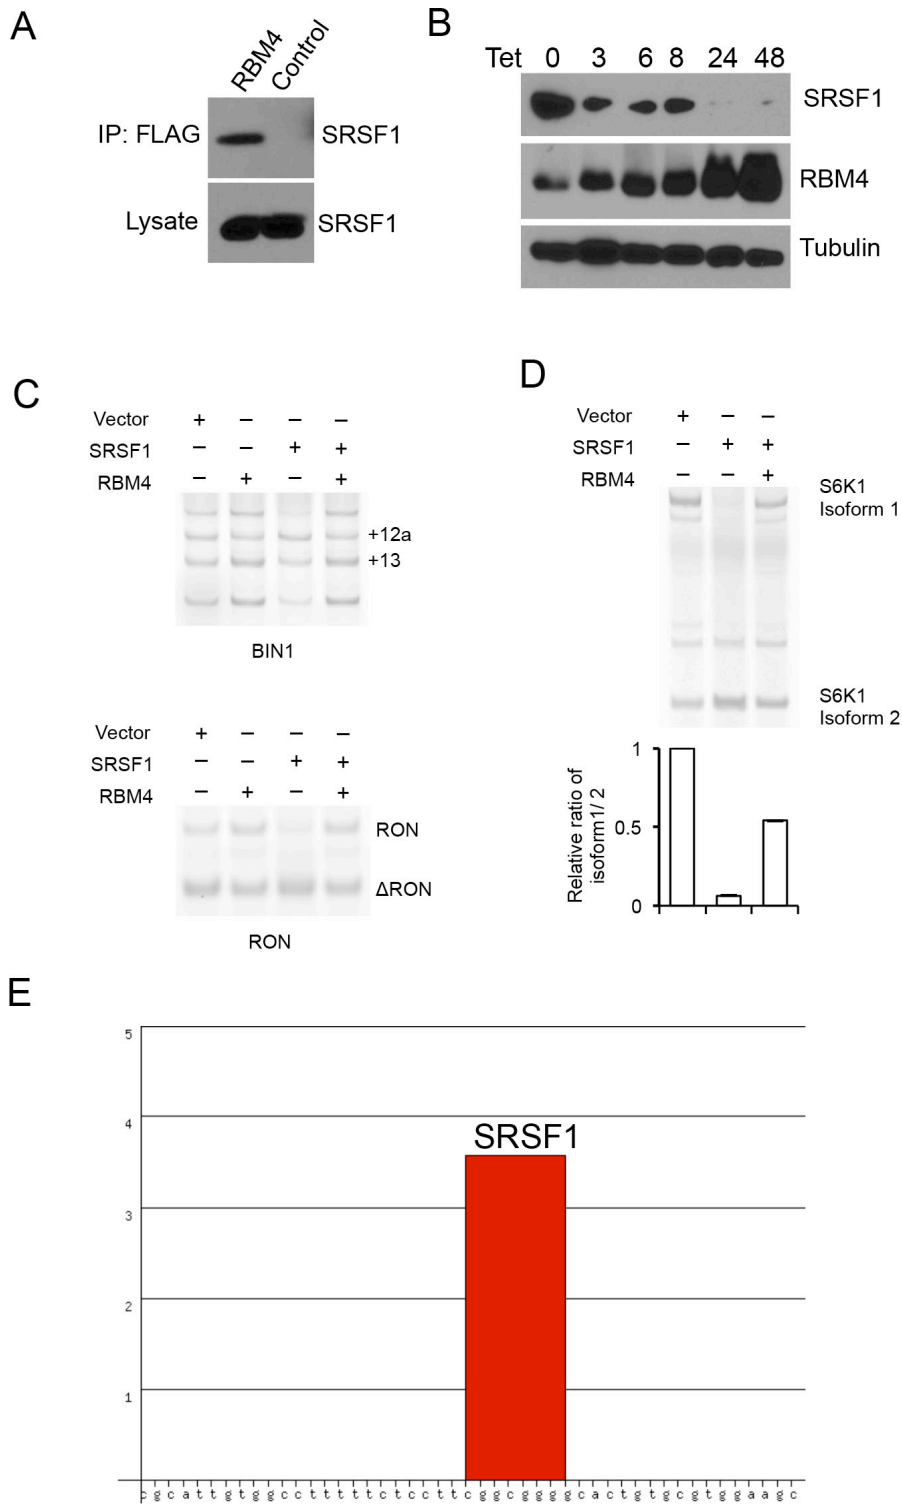 A
RBM4 Control
IP: FLAG SRSF1
Lysate SRSF1
B
Tet 0 3 6 8 24 48
SRSF1
RBM4
Tubulin
C
Vector + – – –
SRSF1 – – + +
RBM4 – + – +
+12a
+13
BIN1
Vector + – – –
SRSF1 – – + +
RBM4 – + – +
RON
ΔRON
RON
D
Vector + – –
SRSF1 – + +
RBM4 – – +
S6K1
Isoform 1
S6K1
Isoform 2
Relative ratio of
isoform1/ 2
1
0.5
0
E
5
4
SRSF1
3
2
1
c g c a t t g t g g c c t t t t t c t c c t t c g g c g g g g c a c t g t g c g t g g a a g c